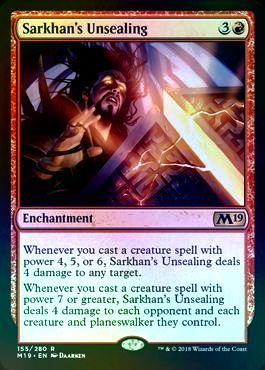 Sarkhan's Unsealing 3
Enchantment M19
Whenever you cast a creature spell with
power 4, 5, or 6, Sarkhan's Unsealing deals
4 damage to any target.
Whenever you cast a creature spell with
power 7 or greater, Sarkhan's Unsealing
deals 4 damage to each opponent and each
creature and planeswalker they control.
155/280 R
M19 • EN DAARKEN ™ & © 2018 Wizards of the Coast